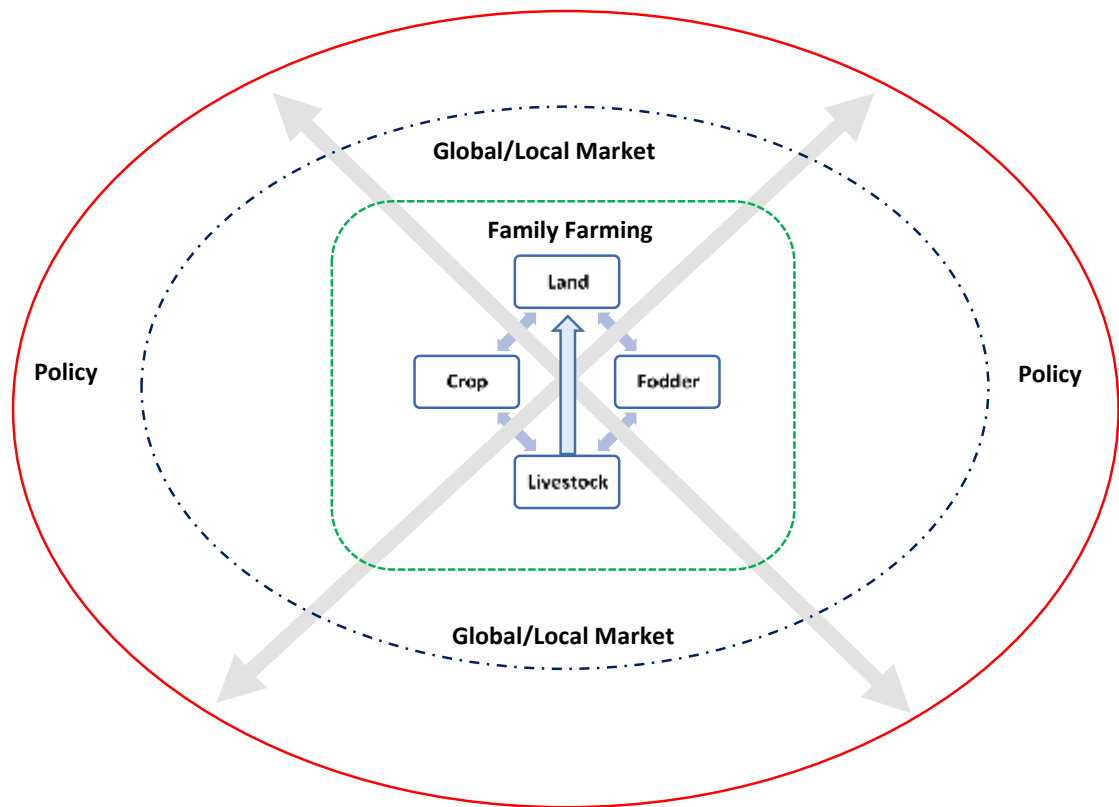 Global/Local Market
Family Farming
Land
Policy
Crop
Fodder
Policy
Livestock
Global/Local Market